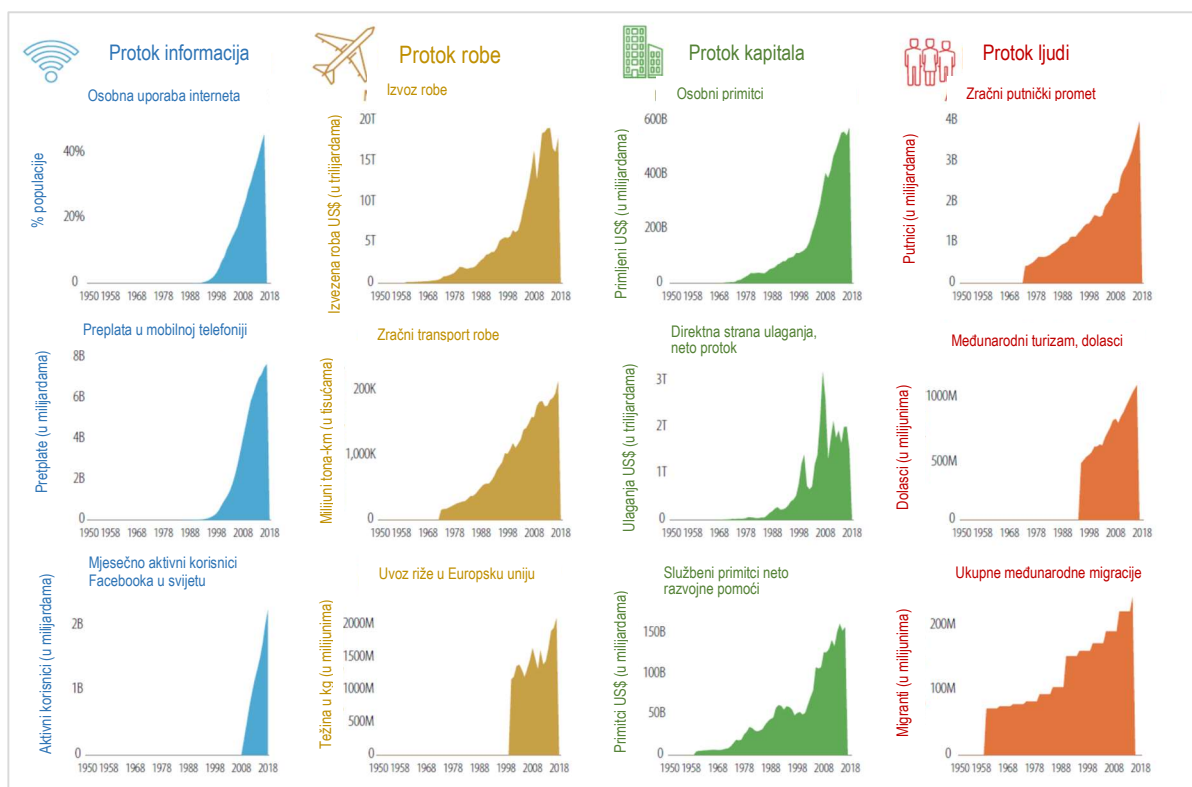 Protok informacija
Protok robe
Protok kapitala
Protok ljudi
Osobna uporaba interneta
% populacije
40%
20%
0
1950 1958 1968 1978 1988 1998 2008 2018
Izvoz robe
Izvezena roba US$ (u trilijardama)
20T
15T
10T
5T
0
1950 1958 1968 1978 1988 1998 2008 2018
Osobni primitci
Primljeni US$ (u milijardama)
600B
400B
200B
0
1950 1958 1968 1978 1988 1998 2008 2018
Zračni putnički promet
Putnici (u milijardama)
4B
3B
2B
1B
0
1950 1958 1968 1978 1988 1998 2008 2018
Preplata u mobilnoj telefoniji
Pretplate (u milijardama)
8B
6B
4B
2B
0
1950 1958 1968 1978 1988 1998 2008 2018
Zračni transport robe
Milijuni tona-km (u tisućama)
200K
1,000K
0
1950 1958 1968 1978 1988 1998 2008 2018
Direktna strana ulaganja,
neto protok
Ulaganja US$ (u trilijardama)
3T
2T
1T
0
1950 1958 1968 1978 1988 1998 2008 2018
Međunarodni turizam, dolasci
Dolasci (u milijunima)
1000M
500M
0
1950 1958 1968 1978 1988 1998 2008 2018
Mjesečno aktivni korisnici
Facebooka u svijetu
Aktivni korisnici (u milijardama)
2B
1B
0
1950 1958 1968 1978 1988 1998 2008 2018
Uvoz riže u Europsku uniju
Težina u kg (u milijunima)
2000M
1500M
1000M
500M
0
1950 1958 1968 1978 1988 1998 2008 2018
Službeni primitci neto
razvojne pomoći
Primitci US$ (u milijardama)
150B
100B
50B
0
1950 1958 1968 1978 1988 1998 2008 2018
Ukupne međunarodne migracije
Migranti (u milijunima)
200M
100M
0
1950 1958 1968 1978 1988 1998 2008 2018